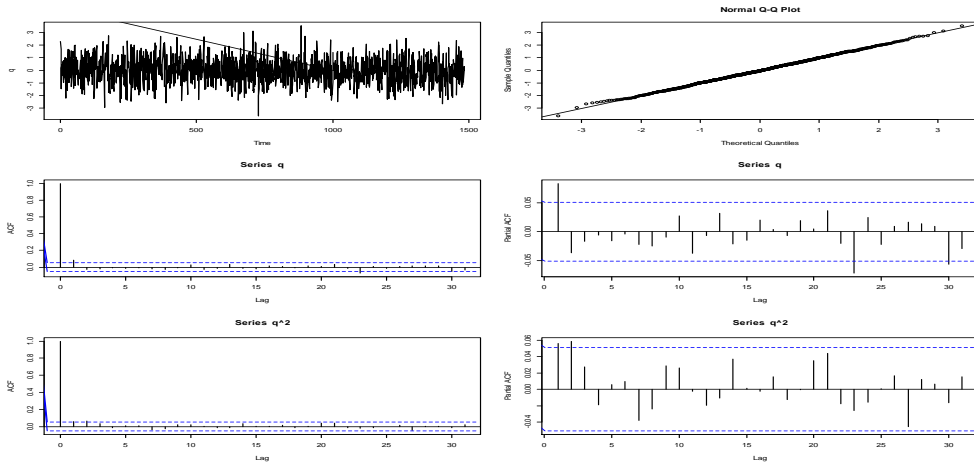 Normal Q-Q Plot
q
-3 -2 -1 0 1 2 3
0 500 1000 1500
Time
Sample Quantiles
-3 -2 -1 0 1 2 3
-3 -2 -1 0 1 2 3
Theoretical Quantiles
Series q
ACF
0.0 0.2 0.4 0.6 0.8 1.0
0 5 10 15 20 25 30
Lag
Series q
Partial ACF
-0.05 0.00 0.05
0 5 10 15 20 25 30
Lag
Series q^2
ACF
0.0 0.2 0.4 0.6 0.8 1.0
0 5 10 15 20 25 30
Lag
Series q^2
Partial ACF
-0.4 0.00 0.04 0.06
0 5 10 15 20 25 30
Lag